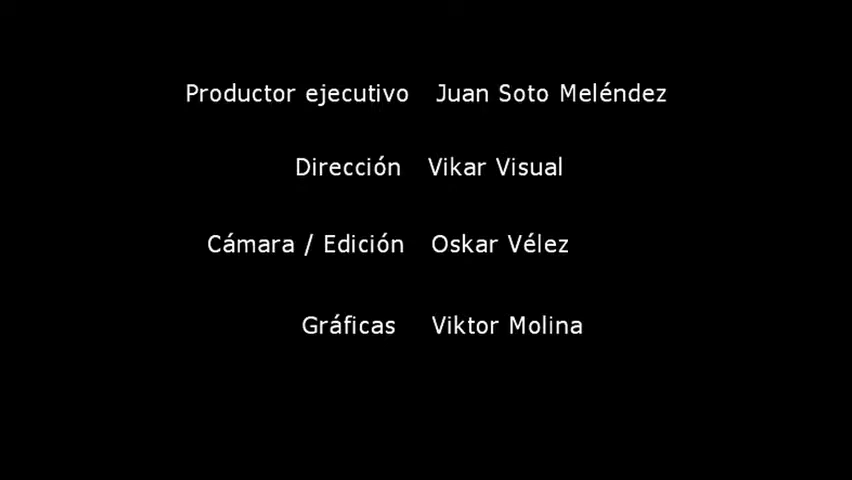 Productor ejecutivo Juan Soto Meléndez
Dirección Vikar Visual
Cámara / Edición Oskar Vélez
Gráficas Viktor Molina